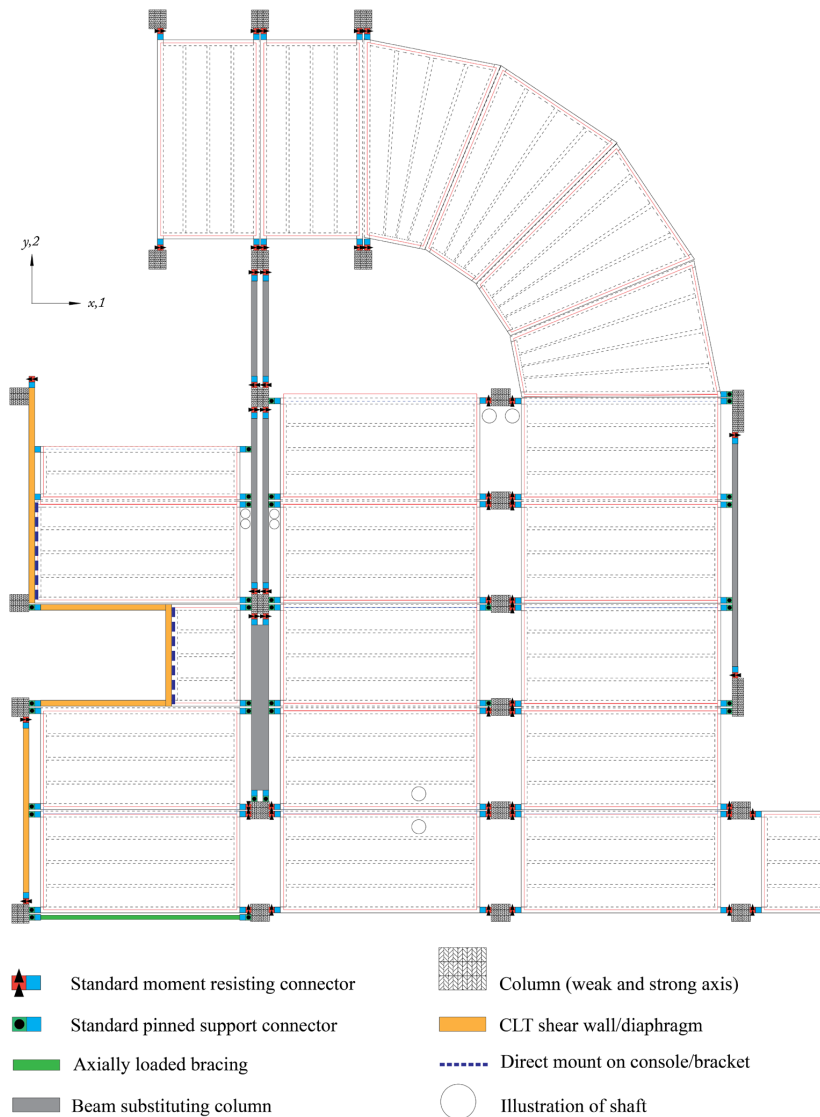 y,2
x,1
Standard moment resisting connector
Column (weak and strong axis)
Standard pinned support connector
CLT shear wall/diaphragm
Axially loaded bracing
Direct mount on console/bracket
Beam substituting column
Illustration of shaft